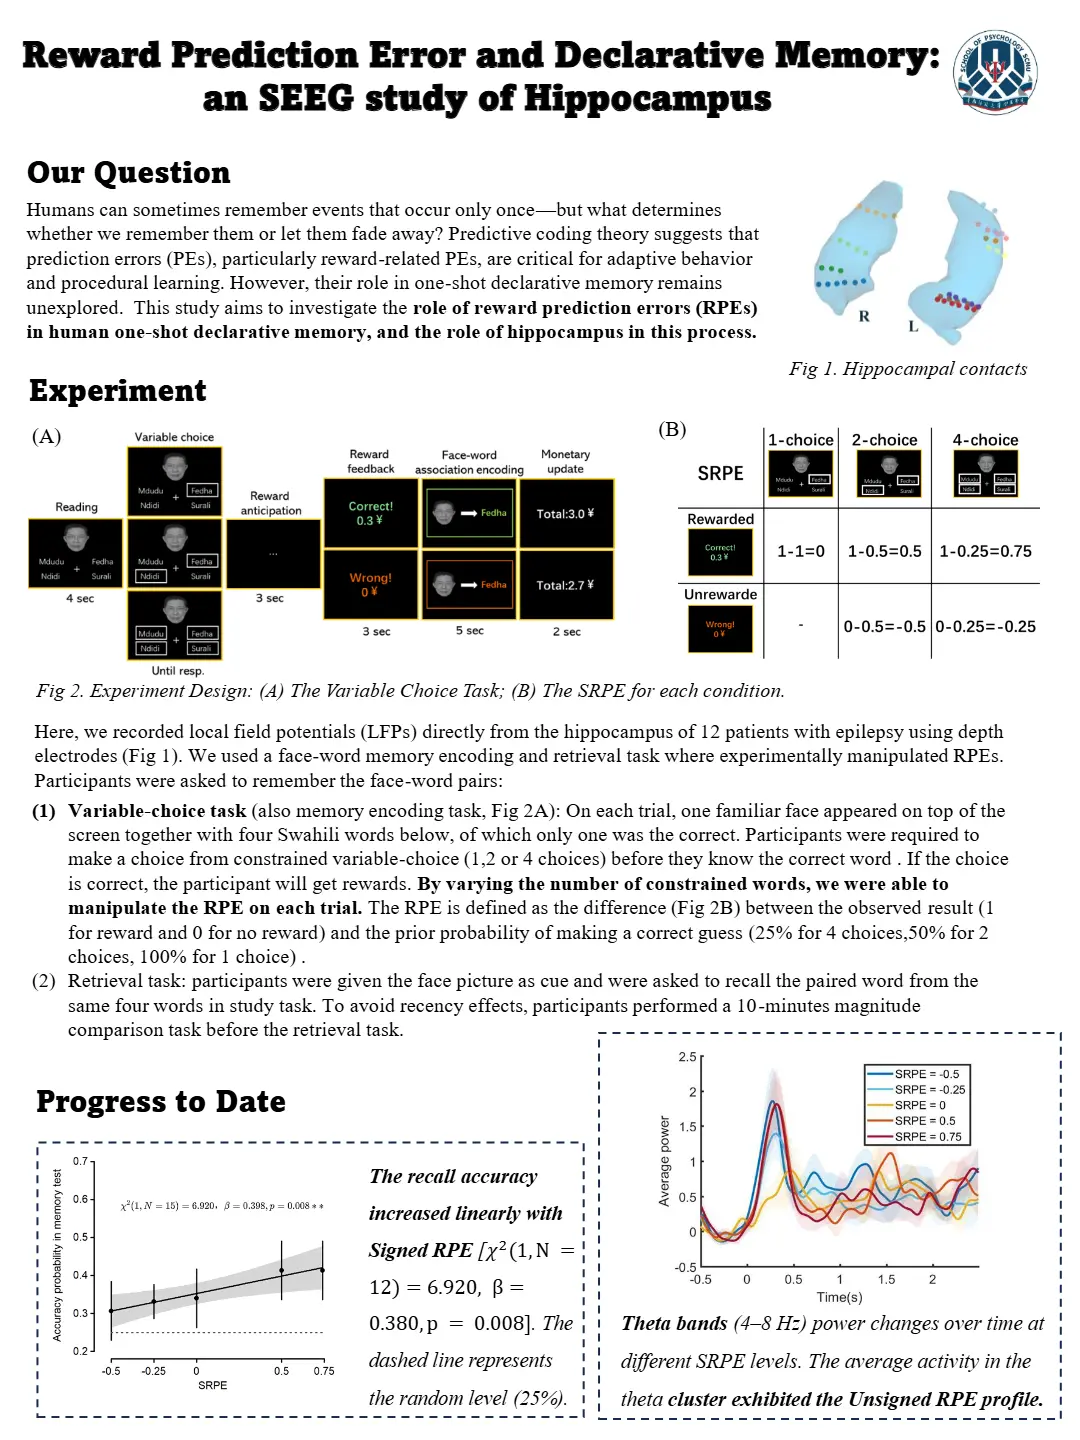 Reward Prediction Error and Declarative Memory:
an SEEG study of Hippocampus
SCHOOL OF PSYCHOLOGY SCNU
Our Question
Humans can sometimes remember events that occur only once—but what determines
whether we remember them or let them fade away? Predictive coding theory suggests that
prediction errors (PEs), particularly reward-related PEs, are critical for adaptive behavior
and procedural learning. However, their role in one-shot declarative memory remains
unexplored.  This study aims to investigate the role of reward prediction errors (RPEs)
in human one-shot declarative memory, and the role of hippocampus in this process.
R
L
Fig 1. Hippocampal contacts
Experiment
(A)
Variable choice
Reading
Mdudu Fedha
+
Ndidi Surali
4 sec
Mdudu Fedha
+
Ndidi Surali
Mdudu Fedha
+
Ndidi Surali
Mdudu Fedha
+
Ndidi Surali
Until resp.
Reward
anticipation
...
3 sec
Reward
feedback
Correct!
0.3 ¥
Wrong!
0 ¥
3 sec
Face-word
association encoding
Fedha
Fedha
5 sec
Monetary
update
Total:3.0 ¥
Total:2.7 ¥
2 sec
(B)
SRPE
1-choice 2-choice 4-choice
Mdudu Fedha
+
Ndidi Surali
Mdudu Fedha
+
Ndidi Surali
Mdudu Fedha
+
Ndidi Surali
Rewarded
Correct!
0.3 ¥
1-1=0 1-0.5=0.5 1-0.25=0.75
Unrewarde
Wrong!
0 ¥
- 0-0.5=-0.5 0-0.25=-0.25
Fig 2. Experiment Design: (A) The Variable Choice Task; (B) The SRPE for each condition.
Here, we recorded local field potentials (LFPs) directly from the hippocampus of 12 patients with epilepsy using depth
electrodes (Fig 1). We used a face-word memory encoding and retrieval task where experimentally manipulated RPEs.
Participants were asked to remember the face-word pairs:
(1) Variable-choice task (also memory encoding task, Fig 2A): On each trial, one familiar face appeared on top of the
screen together with four Swahili words below, of which only one was the correct. Participants were required to
make a choice from constrained variable-choice (1,2 or 4 choices) before they know the correct word . If the choice
is correct, the participant will get rewards. By varying the number of constrained words, we were able to
manipulate the RPE on each trial. The RPE is defined as the difference (Fig 2B) between the observed result (1
for reward and 0 for no reward) and the prior probability of making a correct guess (25% for 4 choices,50% for 2
choices, 100% for 1 choice) .
(2) Retrieval task: participants were given the face picture as cue and were asked to recall the paired word from the
same four words in study task. To avoid recency effects, participants performed a 10-minutes magnitude
comparison task before the retrieval task.
Progress to Date
Accuracy probability in memory test
0.7
0.6
0.5
0.4
0.3
0.2
χ²(1, N = 15) = 6.920, β = 0.398, p = 0.008 * *
-0.5 -0.25 0 0.5 0.75
SRPE
The recall accuracy
increased linearly with
Signed RPE [χ²(1, N =
12) = 6.920, β =
0.380, p = 0.008]. The
dashed line represents
the random level (25%).
Average power
2.5
2
1.5
1
0.5
0
-0.5
SRPE = -0.5
SRPE = -0.25
SRPE = 0
SRPE = 0.5
SRPE = 0.75
-0.5 0 0.5 1 1.5 2
Time(s)
Theta bands (4–8 Hz) power changes over time at
different SRPE levels. The average activity in the
theta cluster exhibited the Unsigned RPE profile.